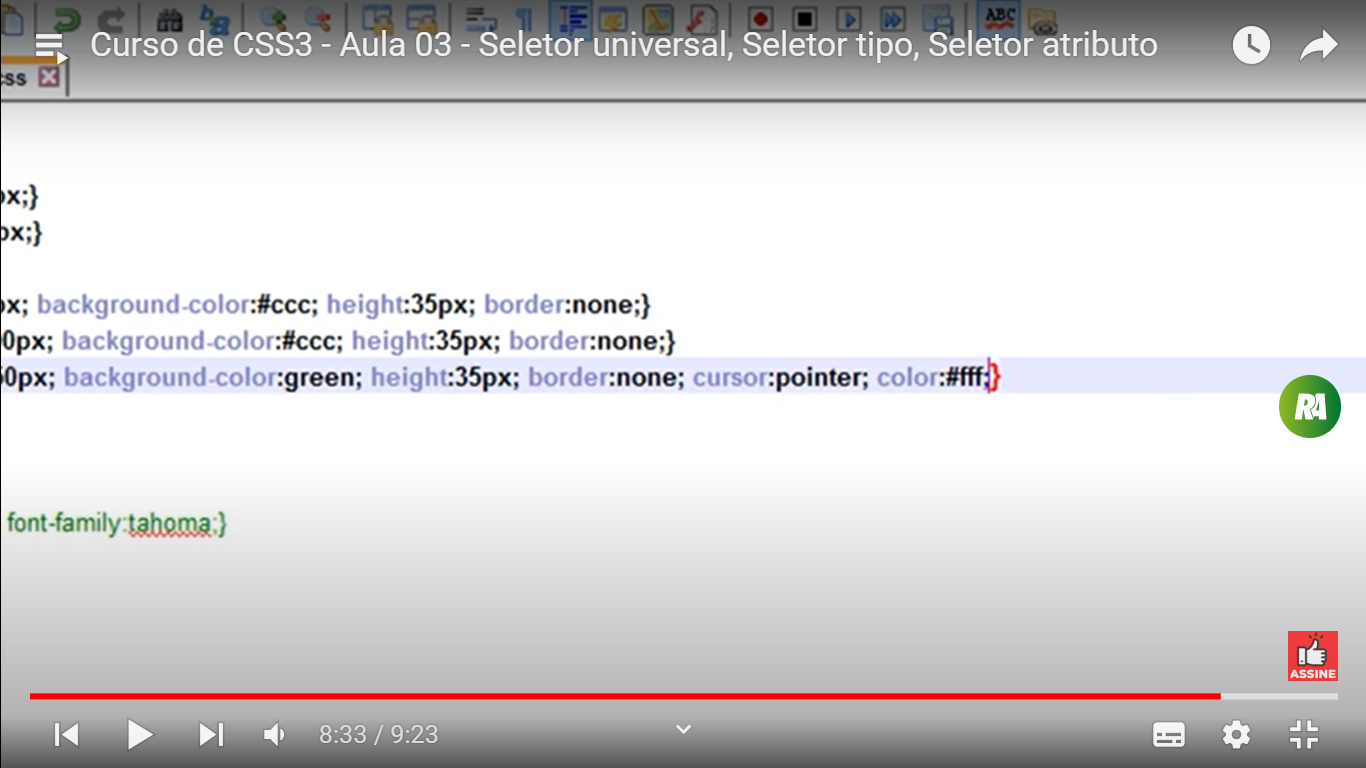 ABC
Curso de CSS3 - Aula 03 - Seletor universal, Seletor tipo, Seletor atributo
css
px;}
px;}
px; background-color:#ccc; height:35px; border:none;}
0px; background-color:#ccc; height:35px; border:none;}
50px; background-color:green; height:35px; border:none; cursor:pointer; color:#fff;}
RA
font-family:tahoma;}
ASSINE
8:33 / 9:23